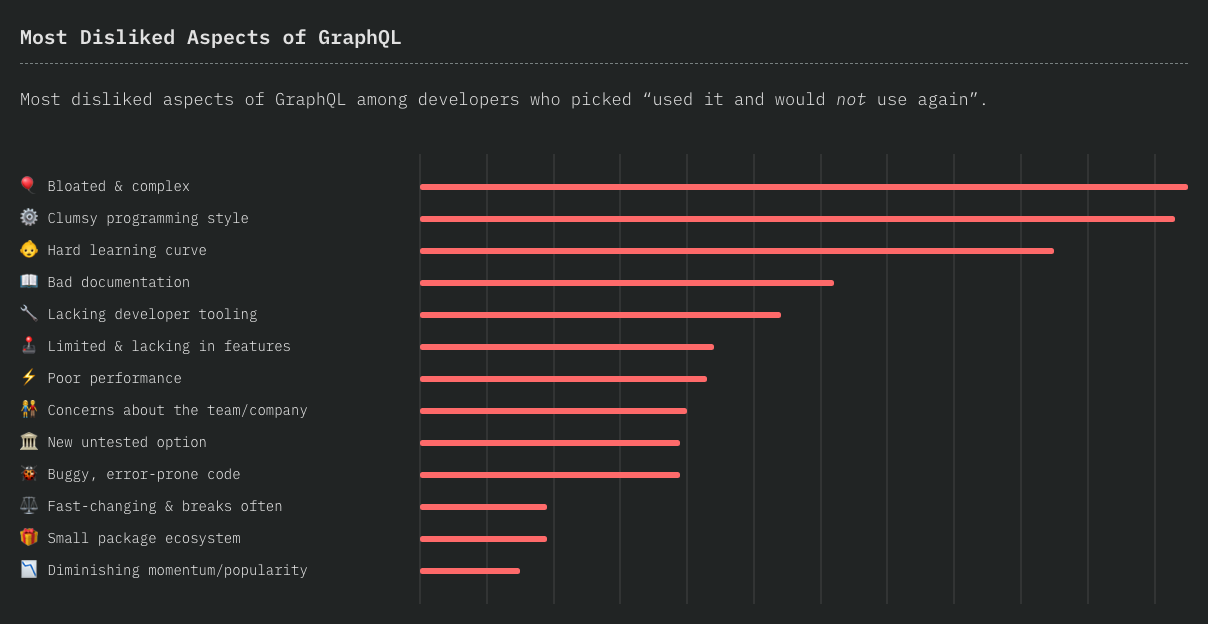 Most Disliked Aspects of GraphQL
Most disliked aspects of GraphQL among developers who picked “used it and would not use again”.
Bloated & complex
Clumsy programming style
Hard learning curve
Bad documentation
Lacking developer tooling
Limited & lacking in features
Poor performance
Concerns about the team/company
New untested option
Buggy, error-prone code
Fast-changing & breaks often
Small package ecosystem
Diminishing momentum/popularity